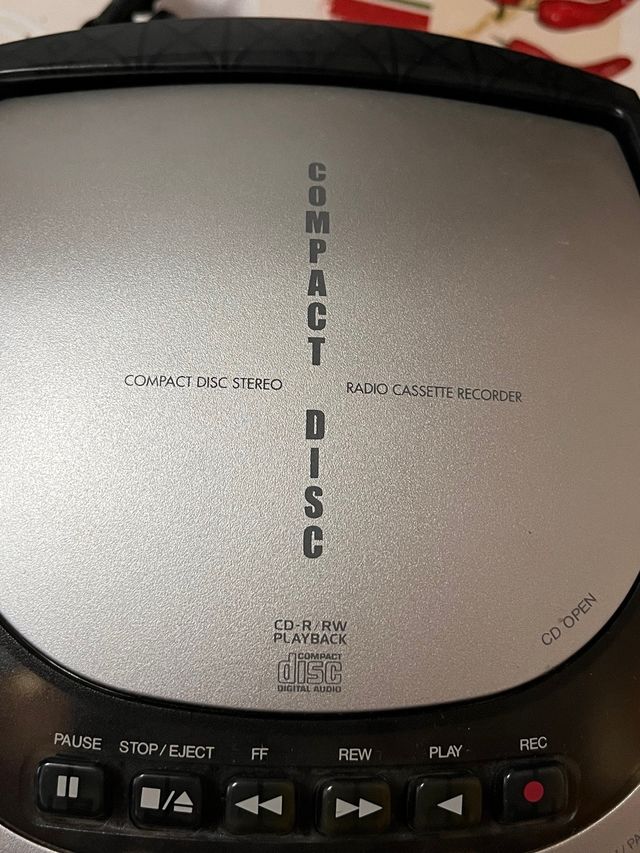 COMPACT DISC
COMPACT DISC STEREO
RADIO CASSETTE RECORDER
CD-R/RW
PLAYBACK
COMPACT
disc
DIGITAL AUDIO
CD OPEN
PAUSE
STOP/EJECT
FF
REW
PLAY
REC